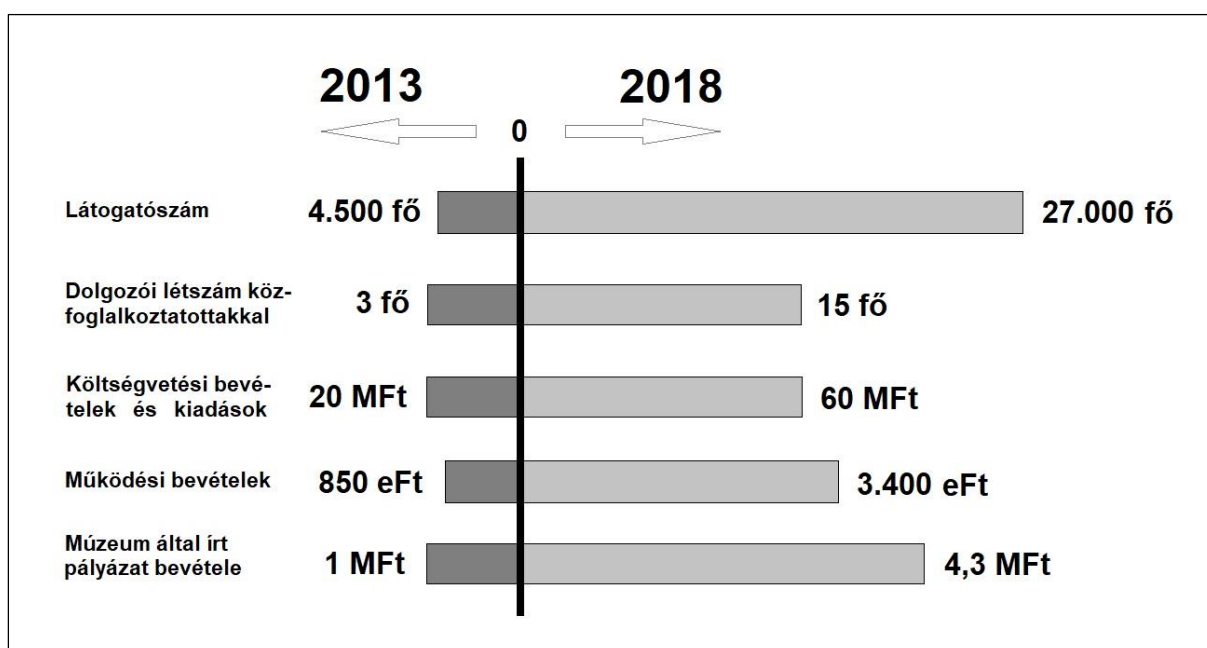 2013 2018
0
Látogatószám 4.500 fő 27.000 fő
Dolgozói létszám köz-
foglalkoztatottakkal 3 fő 15 fő
Költségvetési bevé-
telek és kiadások 20 MFt 60 MFt
Működési bevételek 850 eFt 3.400 eFt
Múzeum által írt
pályázat bevétele 1 MFt 4,3 MFt